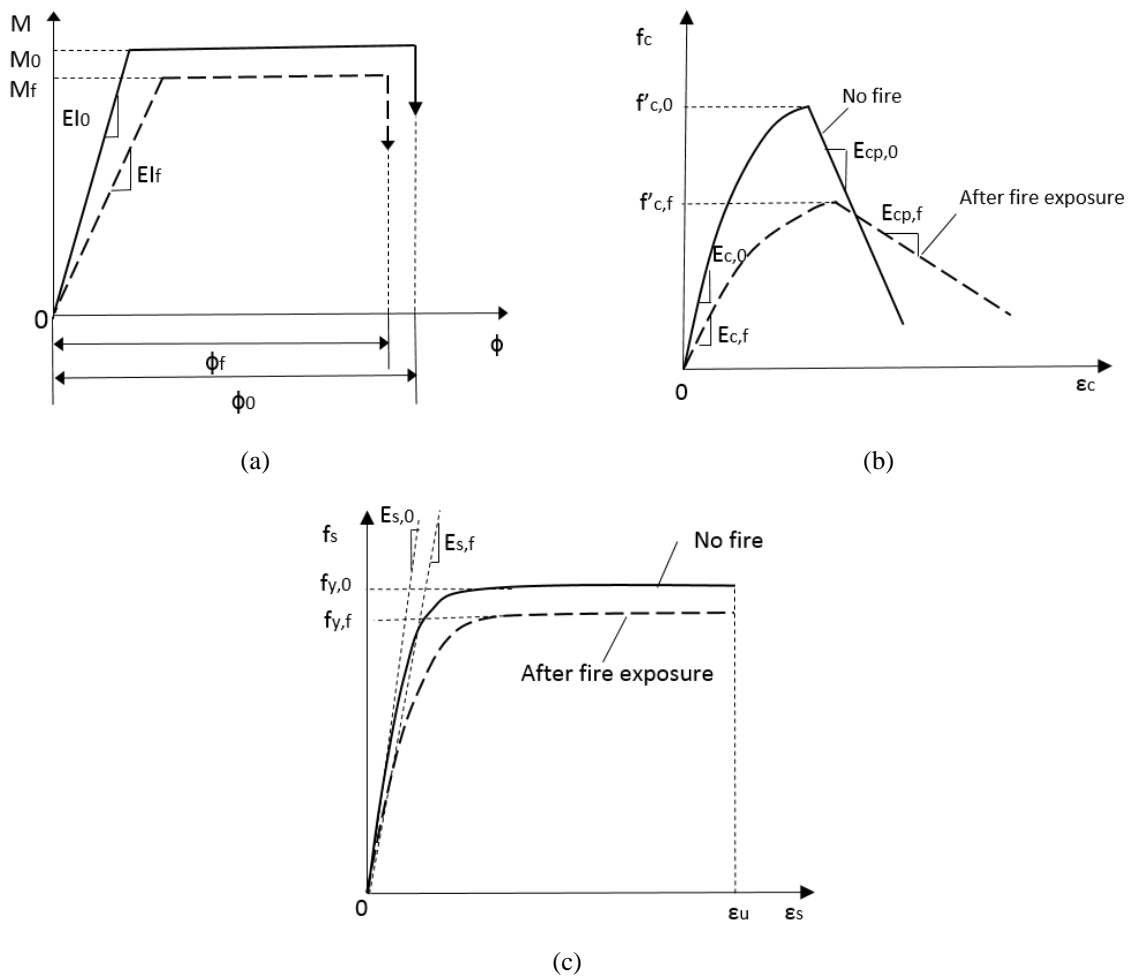 M
M0
Mf
EI0
EIf
0
ϕ
ϕf
ϕ0
(a)
fc
f'c,0
f'c,f
No fire
Ecp,0
After fire exposure
Ecp,f
Ec,0
Ec,f
0
εc
(b)
fs
Es,0
Es,f
No fire
fy,0
fy,f
After fire exposure
0
εu
εs
(c)